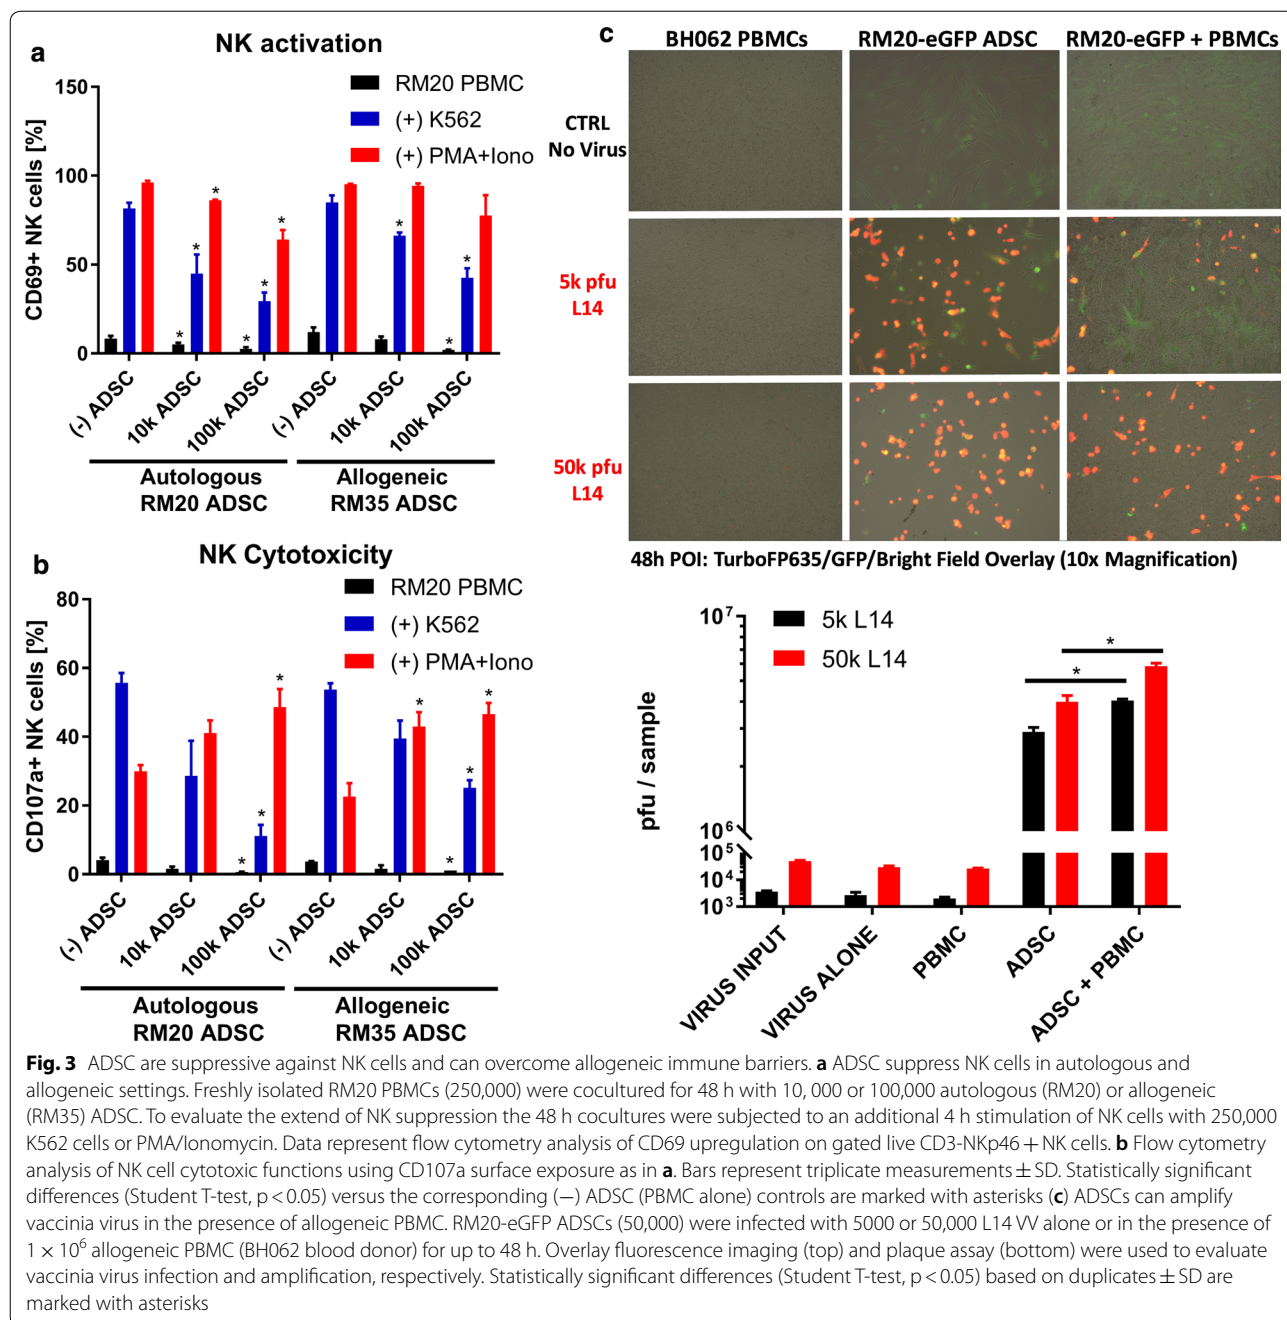 a
NK activation
RM20 PBMC
(+) K562
(+) PMA+Iono
CD69+ NK cells [%]
150
100
50
0
*
*
*
*
*
*
*
*
*
(-) ADSC
10k ADSC
100k ADSC
(-) ADSC
10k ADSC
100k ADSC
Autologous
RM20 ADSC
Allogeneic
RM35 ADSC
b
NK Cytotoxicity
RM20 PBMC
(+) K562
(+) PMA+Iono
CD107a+ NK cells [%]
80
60
40
20
0
*
*
*
*
*
*
*
(-) ADSC
10k ADSC
100k ADSC
(-) ADSC
10k ADSC
100k ADSC
Autologous
RM20 ADSC
Allogeneic
RM35 ADSC
c
BH062 PBMCs
RM20-eGFP ADSC
RM20-eGFP + PBMCs
CTRL
No Virus
5k pfu
L14
50k pfu
L14
48h POI: TurboFP635/GFP/Bright Field Overlay (10x Magnification)
5k L14
50k L14
pfu / sample
10⁷
10⁶
10⁵
10⁴
10³
*
*
VIRUS INPUT
VIRUS ALONE
PBMC
ADSC
ADSC + PBMC
Fig. 3 ADSC are suppressive against NK cells and can overcome allogeneic immune barriers. a ADSC suppress NK cells in autologous and
allogeneic settings. Freshly isolated RM20 PBMCs (250,000) were cocultured for 48 h with 10, 000 or 100,000 autologous (RM20) or allogeneic
(RM35) ADSC. To evaluate the extend of NK suppression the 48 h cocultures were subjected to an additional 4 h stimulation of NK cells with 250,000
K562 cells or PMA/Ionomycin. Data represent flow cytometry analysis of CD69 upregulation on gated live CD3-NKp46 + NK cells. b Flow cytometry
analysis of NK cell cytotoxic functions using CD107a surface exposure as in a. Bars represent triplicate measurements ± SD. Statistically significant
differences (Student T-test, p < 0.05) versus the corresponding (−) ADSC (PBMC alone) controls are marked with asterisks (c) ADSCs can amplify
vaccinia virus in the presence of allogeneic PBMC. RM20-eGFP ADSCs (50,000) were infected with 5000 or 50,000 L14 VV alone or in the presence of
1 × 10⁶ allogeneic PBMC (BH062 blood donor) for up to 48 h. Overlay fluorescence imaging (top) and plaque assay (bottom) were used to evaluate
vaccinia virus infection and amplification, respectively. Statistically significant differences (Student T-test, p < 0.05) based on duplicates ± SD are
marked with asterisks